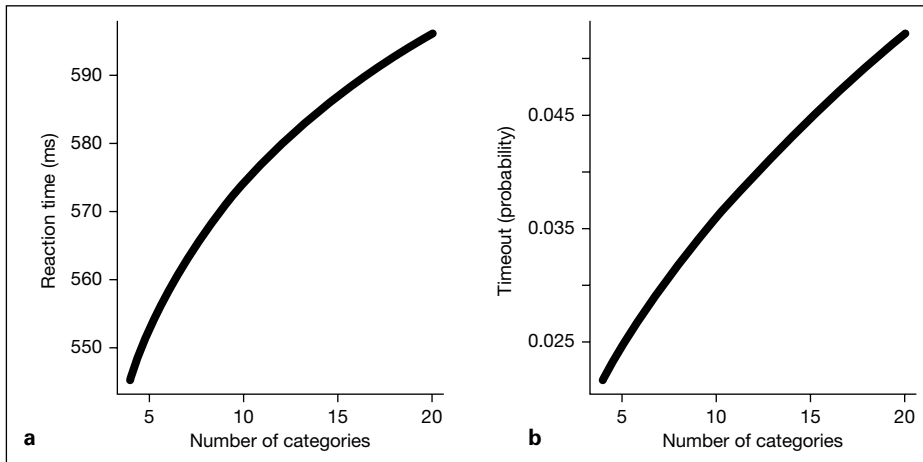 Reaction time (ms)
590
580
570
560
550
5
10
15
20
Number of categories
a
Timeout (probability)
0.045
0.035
0.025
5
10
15
20
Number of categories
b